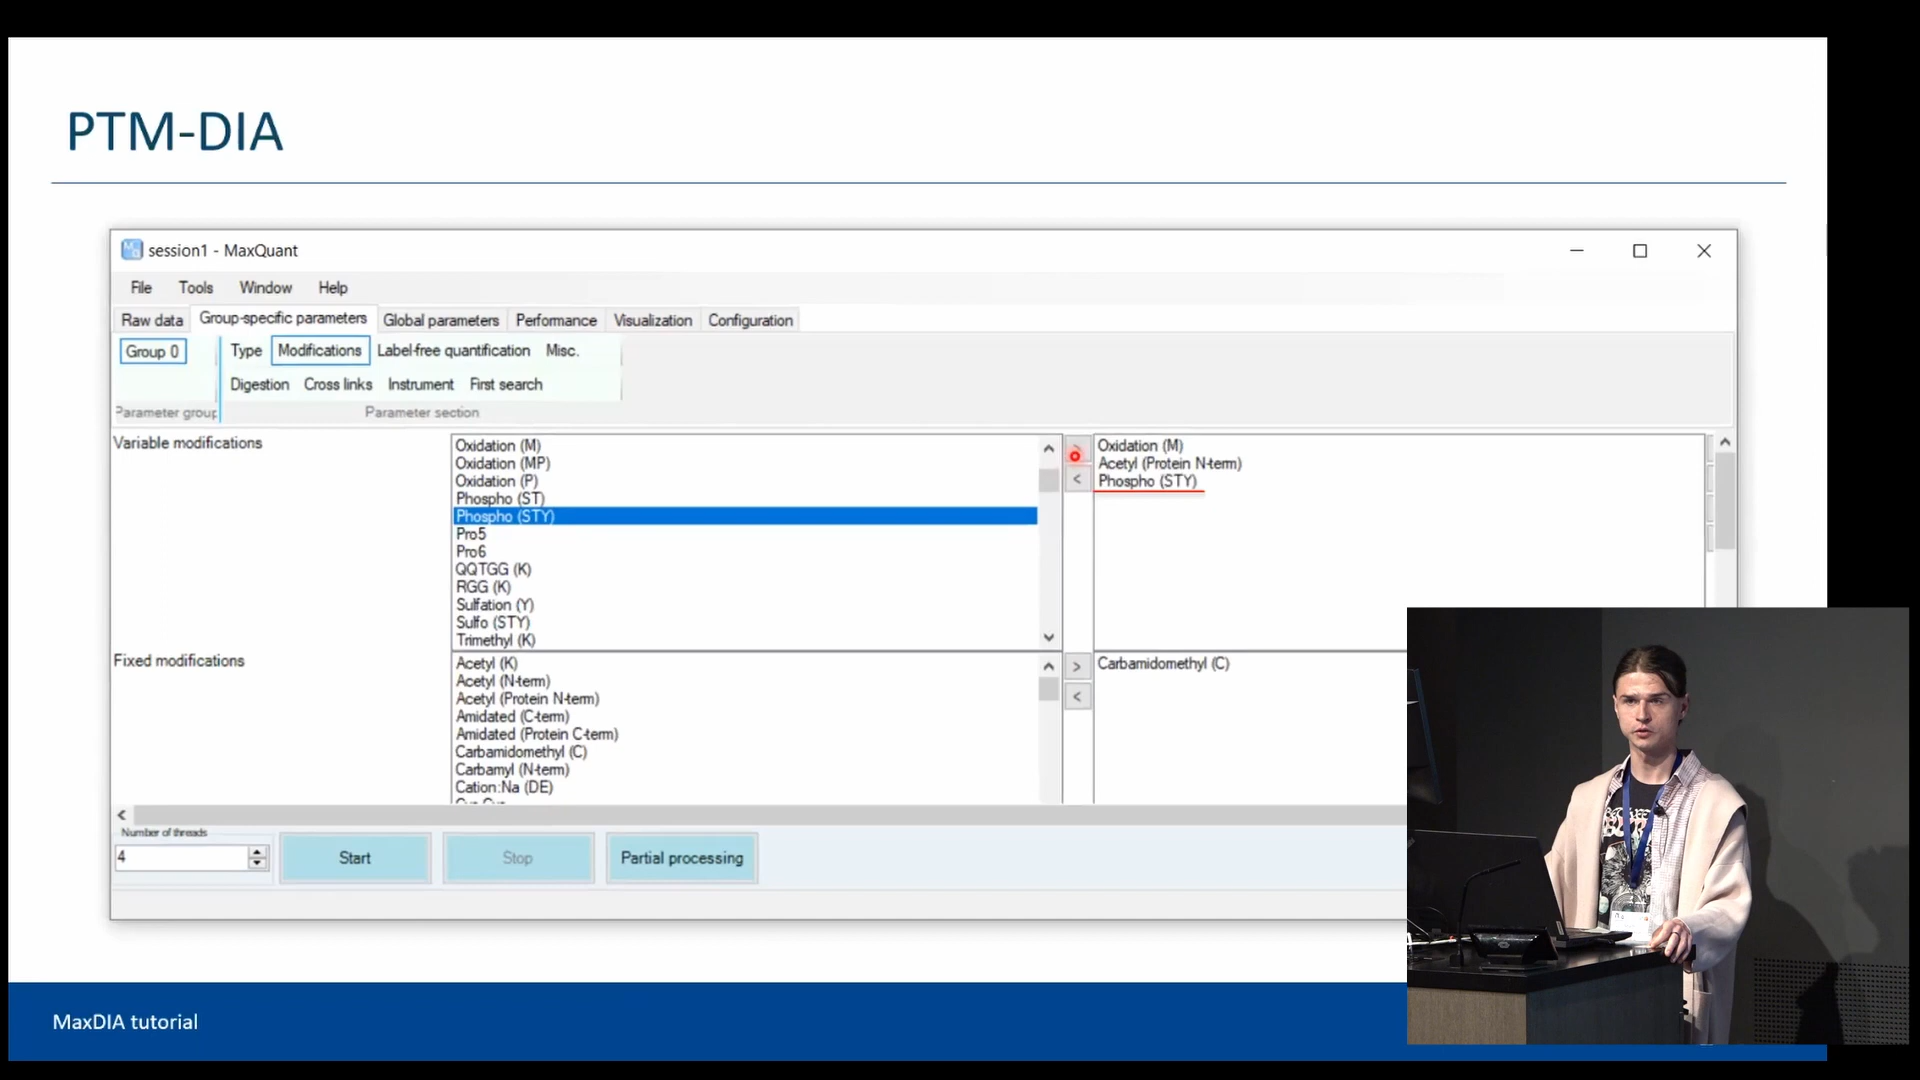 PTM-DIA
session1 - MaxQuant
File Tools Window Help
Raw data Group-specific parameters Global parameters Performance Visualization Configuration
Group 0 Type Modifications Label-free quantification Misc.
Digestion Cross links Instrument First search
Parameter group Parameter section
Variable modifications
Oxidation (M)
Oxidation (MP)
Oxidation (P)
Phospho (ST)
Phospho (STY)
Pro5
Pro6
QQTGG (K)
RGG (K)
Sulfation (Y)
Sulfo (STY)
Trimethyl (K)
<
Oxidation (M)
Acetyl (Protein N-term)
Phospho (STY)
Fixed modifications
Acetyl (K)
Acetyl (N-term)
Acetyl (Protein N-term)
Amidated (C-term)
Amidated (Protein C-term)
Carbamidomethyl (C)
Carbamyl (N-term)
Cation:Na (DE)
>
<
Carbamidomethyl (C)
Number of threads
4
Start Stop Partial processing
MaxDIA tutorial